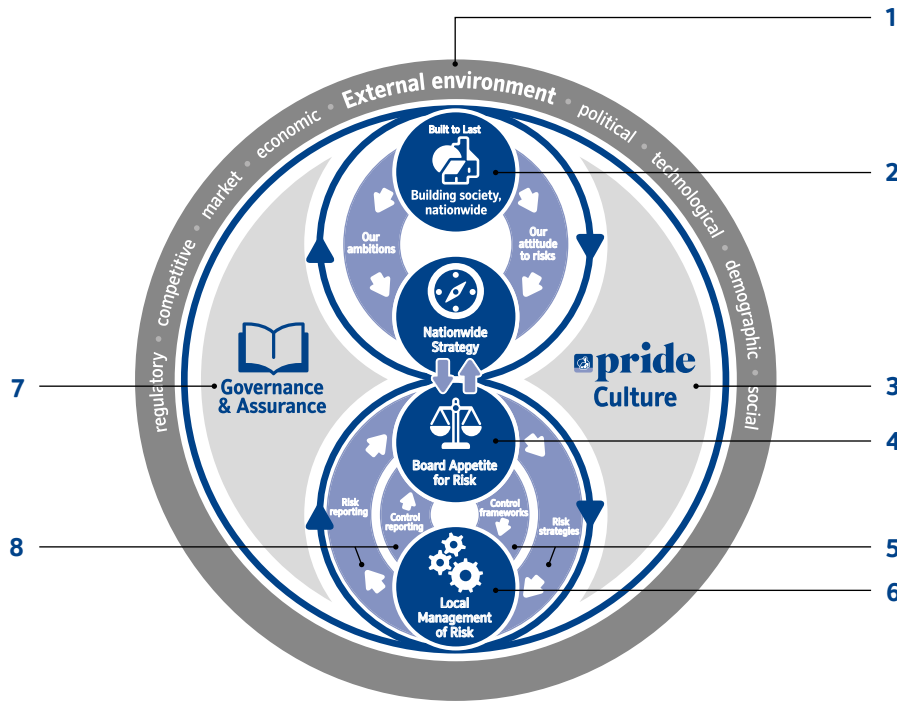 1
External environment
regulatory • competitive • market • economic •
• political • technological • demographic • social
Built to Last
Building society,
nationwide
2
Our
ambitions
Our
attitude
to risks
Nationwide
Strategy
7
Governance
& Assurance
pride
Culture
3
Board Appetite
for Risk
4
Risk
reporting
Control
reporting
Control
frameworks
Risk
strategies
8
5
Local
Management
of Risk
6